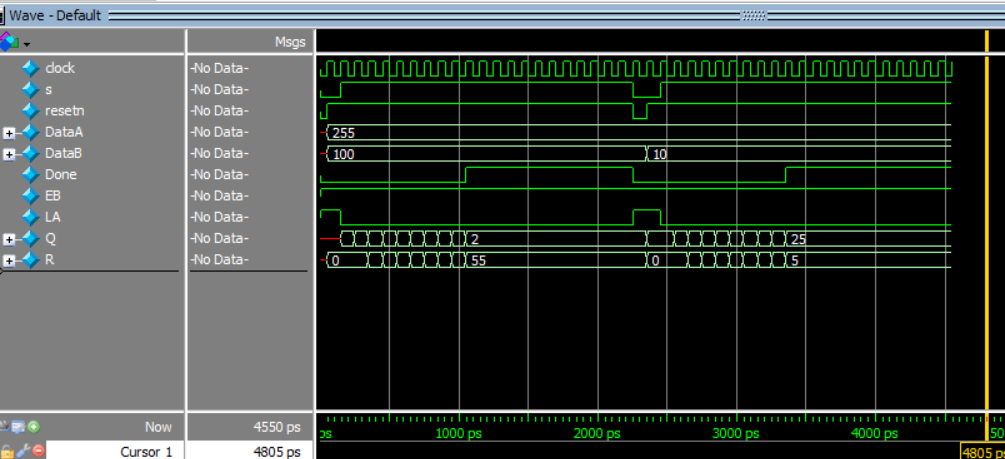 Wave - Default
Msgs
clock -No Data-
s -No Data-
resetn -No Data-
DataA -No Data- 255
DataB -No Data- 100 10
Done -No Data-
EB -No Data-
LA -No Data-
Q -No Data- 2 25
R -No Data- 0 55 0 5
Now 4550 ps
ps 1000 ps 2000 ps 3000 ps 4000 ps 50
Cursor 1 4805 ps 4805 ps